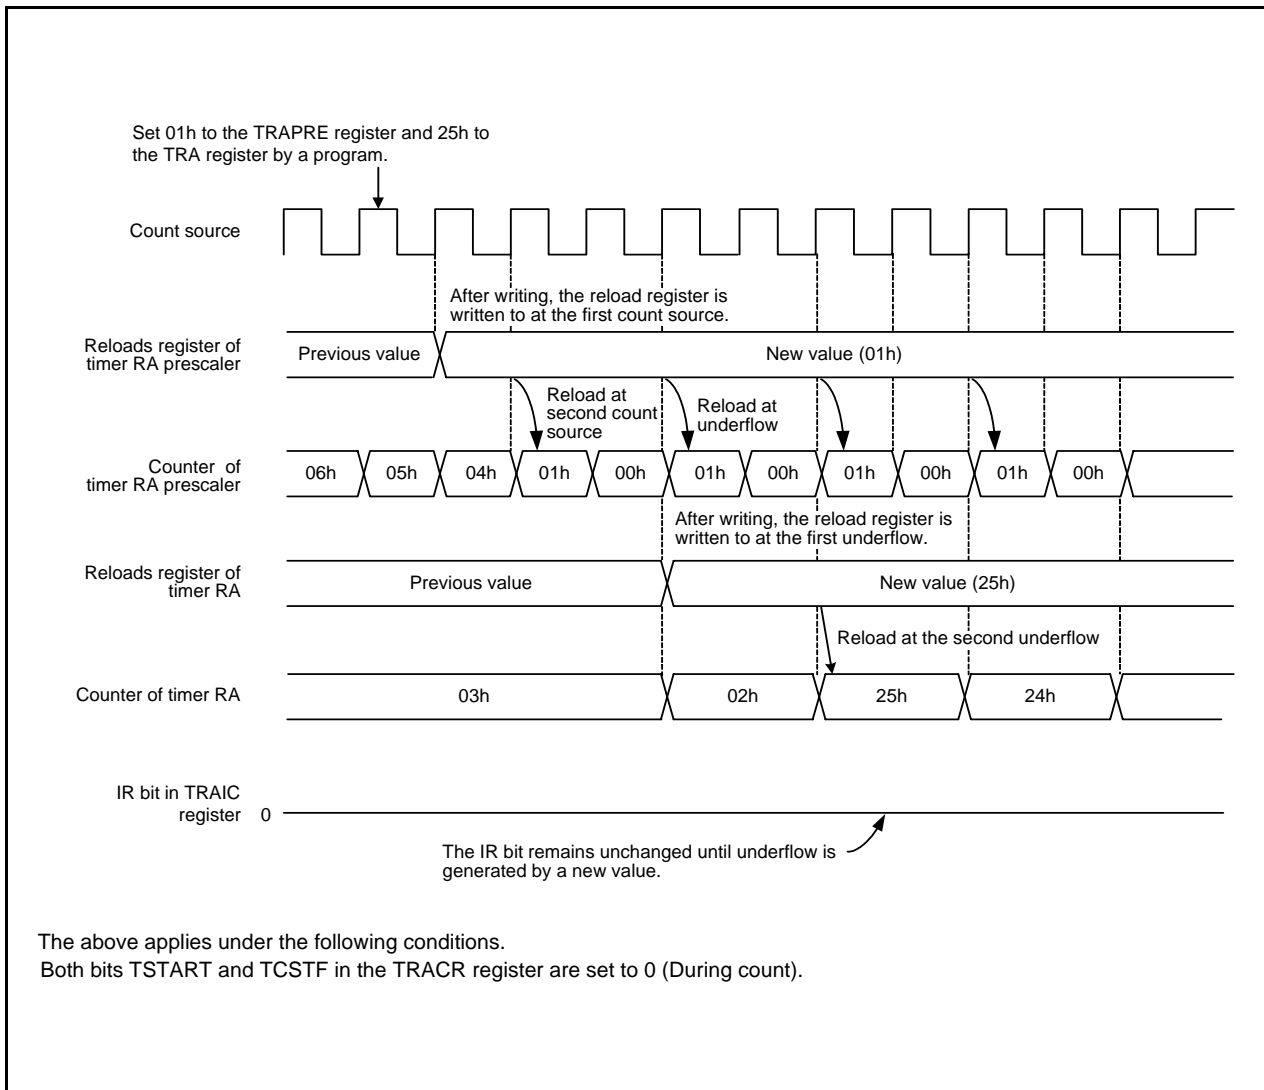 Set 01h to the TRAPRE register and 25h to
the TRA register by a program.
Count source
After writing, the reload register is
written to at the first count source.
Reloads register of
timer RA prescaler
Previous value
New value (01h)
Reload at
second count
source
Reload at
underflow
Counter of
timer RA prescaler
06h 05h 04h 01h 00h 01h 00h 01h 00h 01h 00h
After writing, the reload register is
written to at the first underflow.
Reloads register of
timer RA
Previous value
New value (25h)
Reload at the second underflow
Counter of timer RA
03h 02h 25h 24h
IR bit in TRAIC
register
0
The IR bit remains unchanged until underflow is
generated by a new value.
The above applies under the following conditions.
Both bits TSTART and TCSTF in the TRACR register are set to 0 (During count).